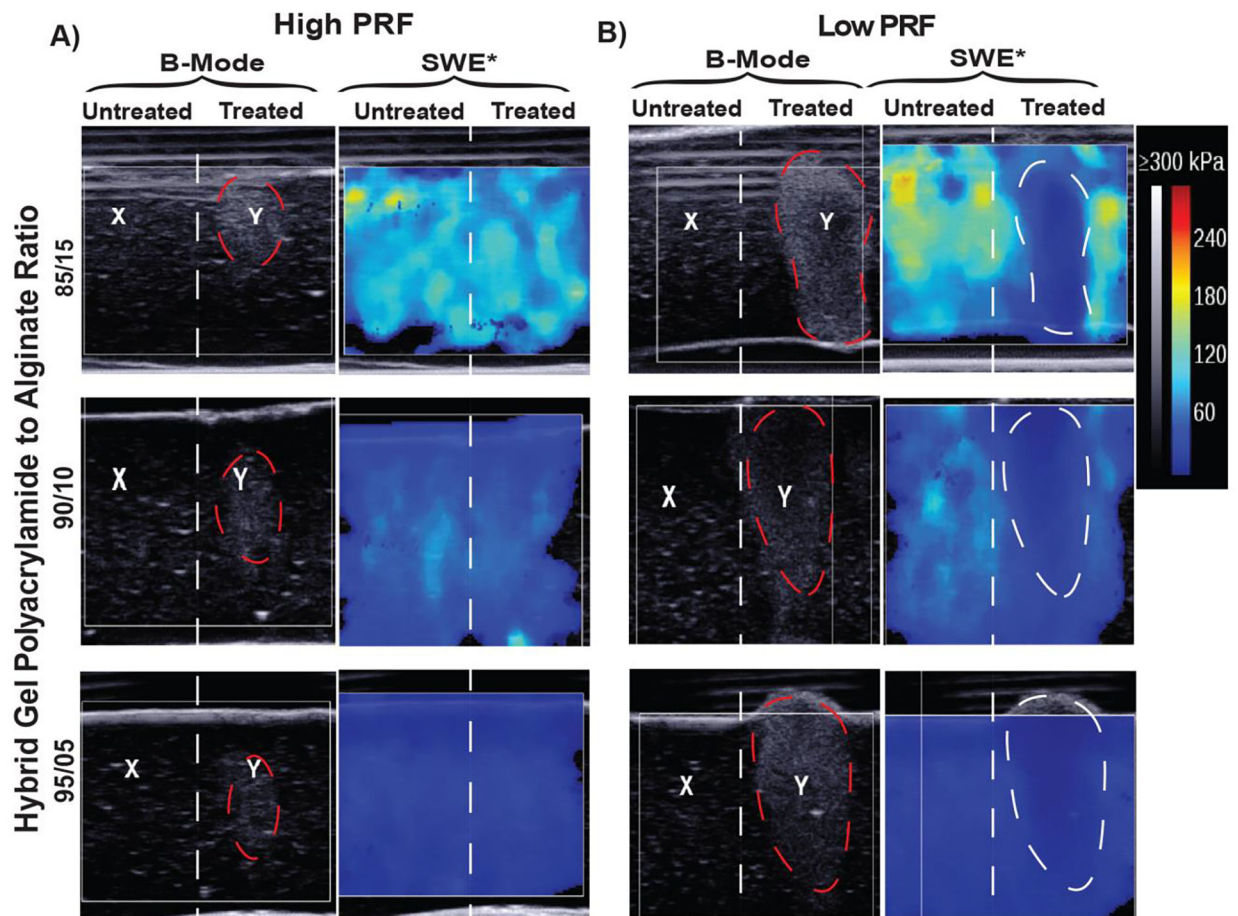 A)
High PRF
B)
Low PRF
B-Mode
SWE*
B-Mode
SWE*
Untreated
Treated
Untreated
Treated
Untreated
Treated
Untreated
Treated
Hybrid Gel Polyacrylamide to Alginate Ratio
85/15
X
Y
X
Y
≥300 kPa
240
180
120
60
90/10
X
Y
X
Y
95/05
X
Y
X
Y